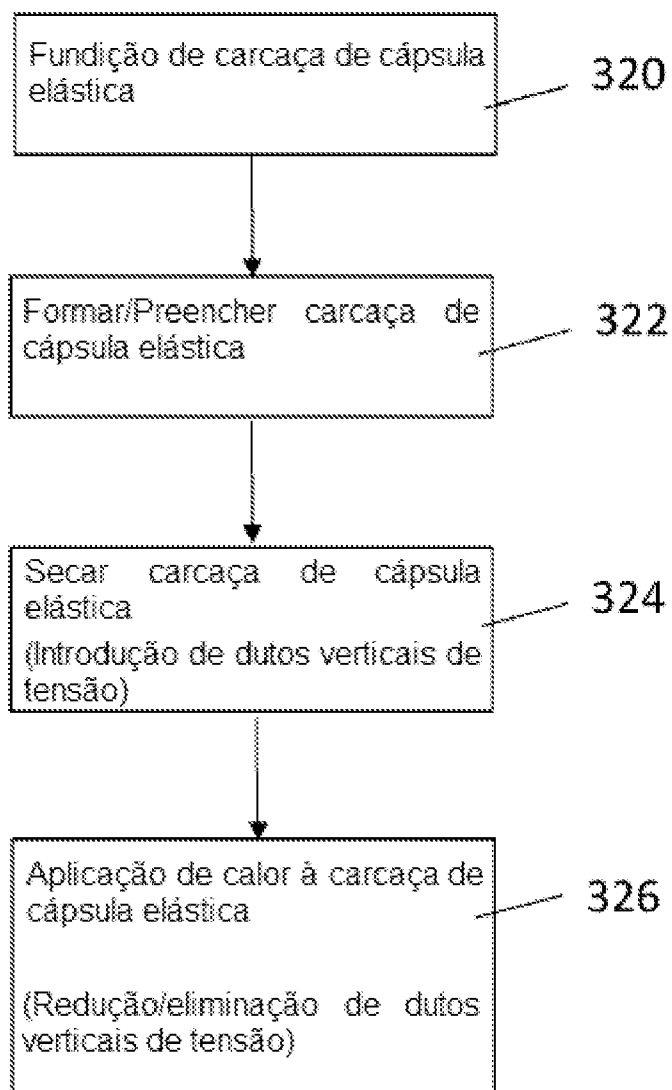 Fundição de carcaça de cápsula
elástica
320
Formar/Preencher carcaça de
cápsula elástica
322
Secar carcaça de cápsula
elástica
(Introdução de dutos verticais de
tensão)
324
Aplicação de calor à carcaça de
cápsula elástica
(Redução/eliminação de dutos
verticais de tensão)
326